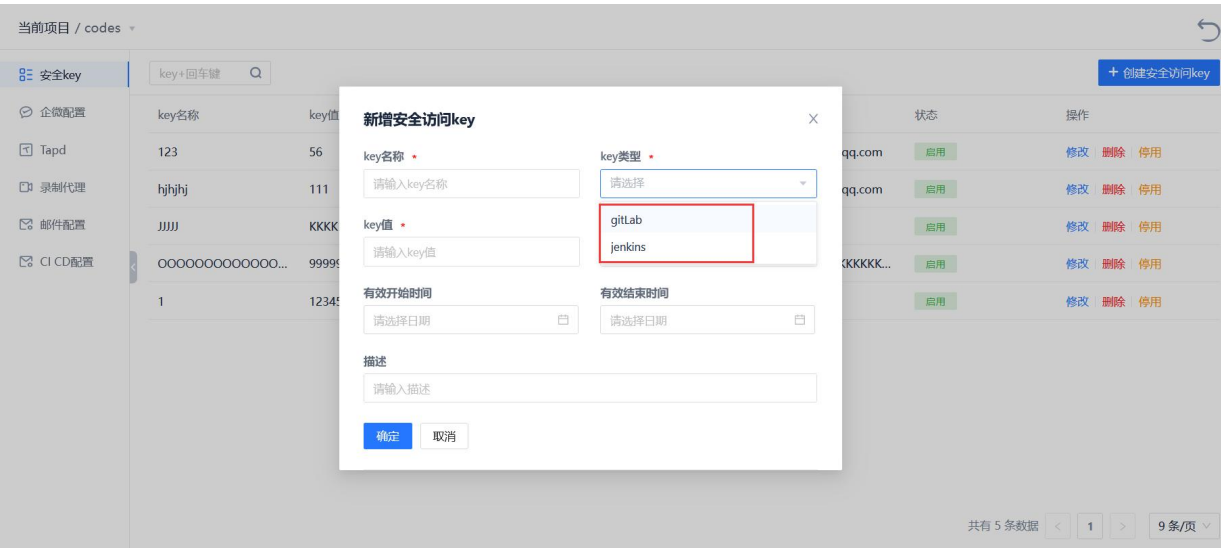 当前项目 / codes
安全key
企微配置
Tapd
录制代理
邮件配置
CI CD配置
key+回车键
+ 创建安全访问key
key名称 key值 状态 操作
123 56 qq.com 启用 修改 删除 停用
hjhjhj 111 qq.com 启用 修改 删除 停用
JJJJJ KKKK 启用 修改 删除 停用
OOOOOOOOOOOOO... 99999 KKKKK... 启用 修改 删除 停用
1 12345 启用 修改 删除 停用
新增安全访问key
key名称 * key类型 *
请输入key名称 请选择
gitLab
jenkins
key值 *
请输入key值
有效开始时间 有效结束时间
请选择日期 请选择日期
描述
请输入描述
确定 取消
共有 5 条数据 < 1 > 9 条/页